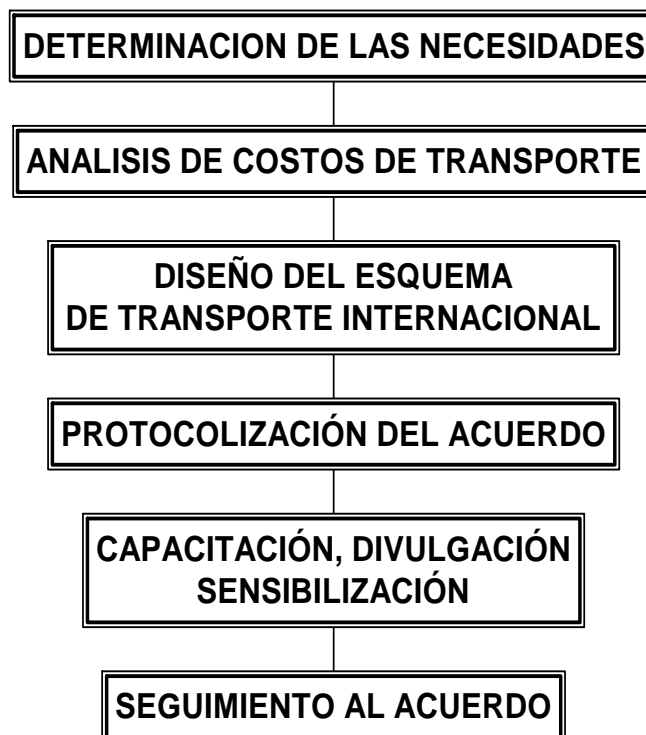 DETERMINACION DE LAS NECESIDADES
ANALISIS DE COSTOS DE TRANSPORTE
DISEÑO DEL ESQUEMA
DE TRANSPORTE INTERNACIONAL
PROTOCOLIZACIÓN DEL ACUERDO
CAPACITACIÓN, DIVULGACIÓN
SENSIBILIZACIÓN
SEGUIMIENTO AL ACUERDO